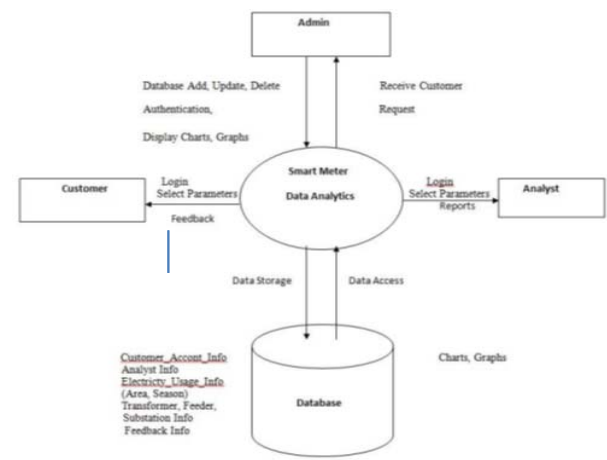 Admin
Database Add, Update, Delete
Authentication,
Display Charts, Graphs
Receive Customer
Request
Smart Meter
Data Analytics
Customer
Login
Select Parameters
Feedback
Login
Select Parameters
Reports
Analyst
Data Storage
Data Access
Customer_Accont_Info
Analyst Info
Electricty_Usage_Info
(Area, Season)
Transformer, Feeder,
Substation Info
Feedback Info
Database
Charts, Graphs